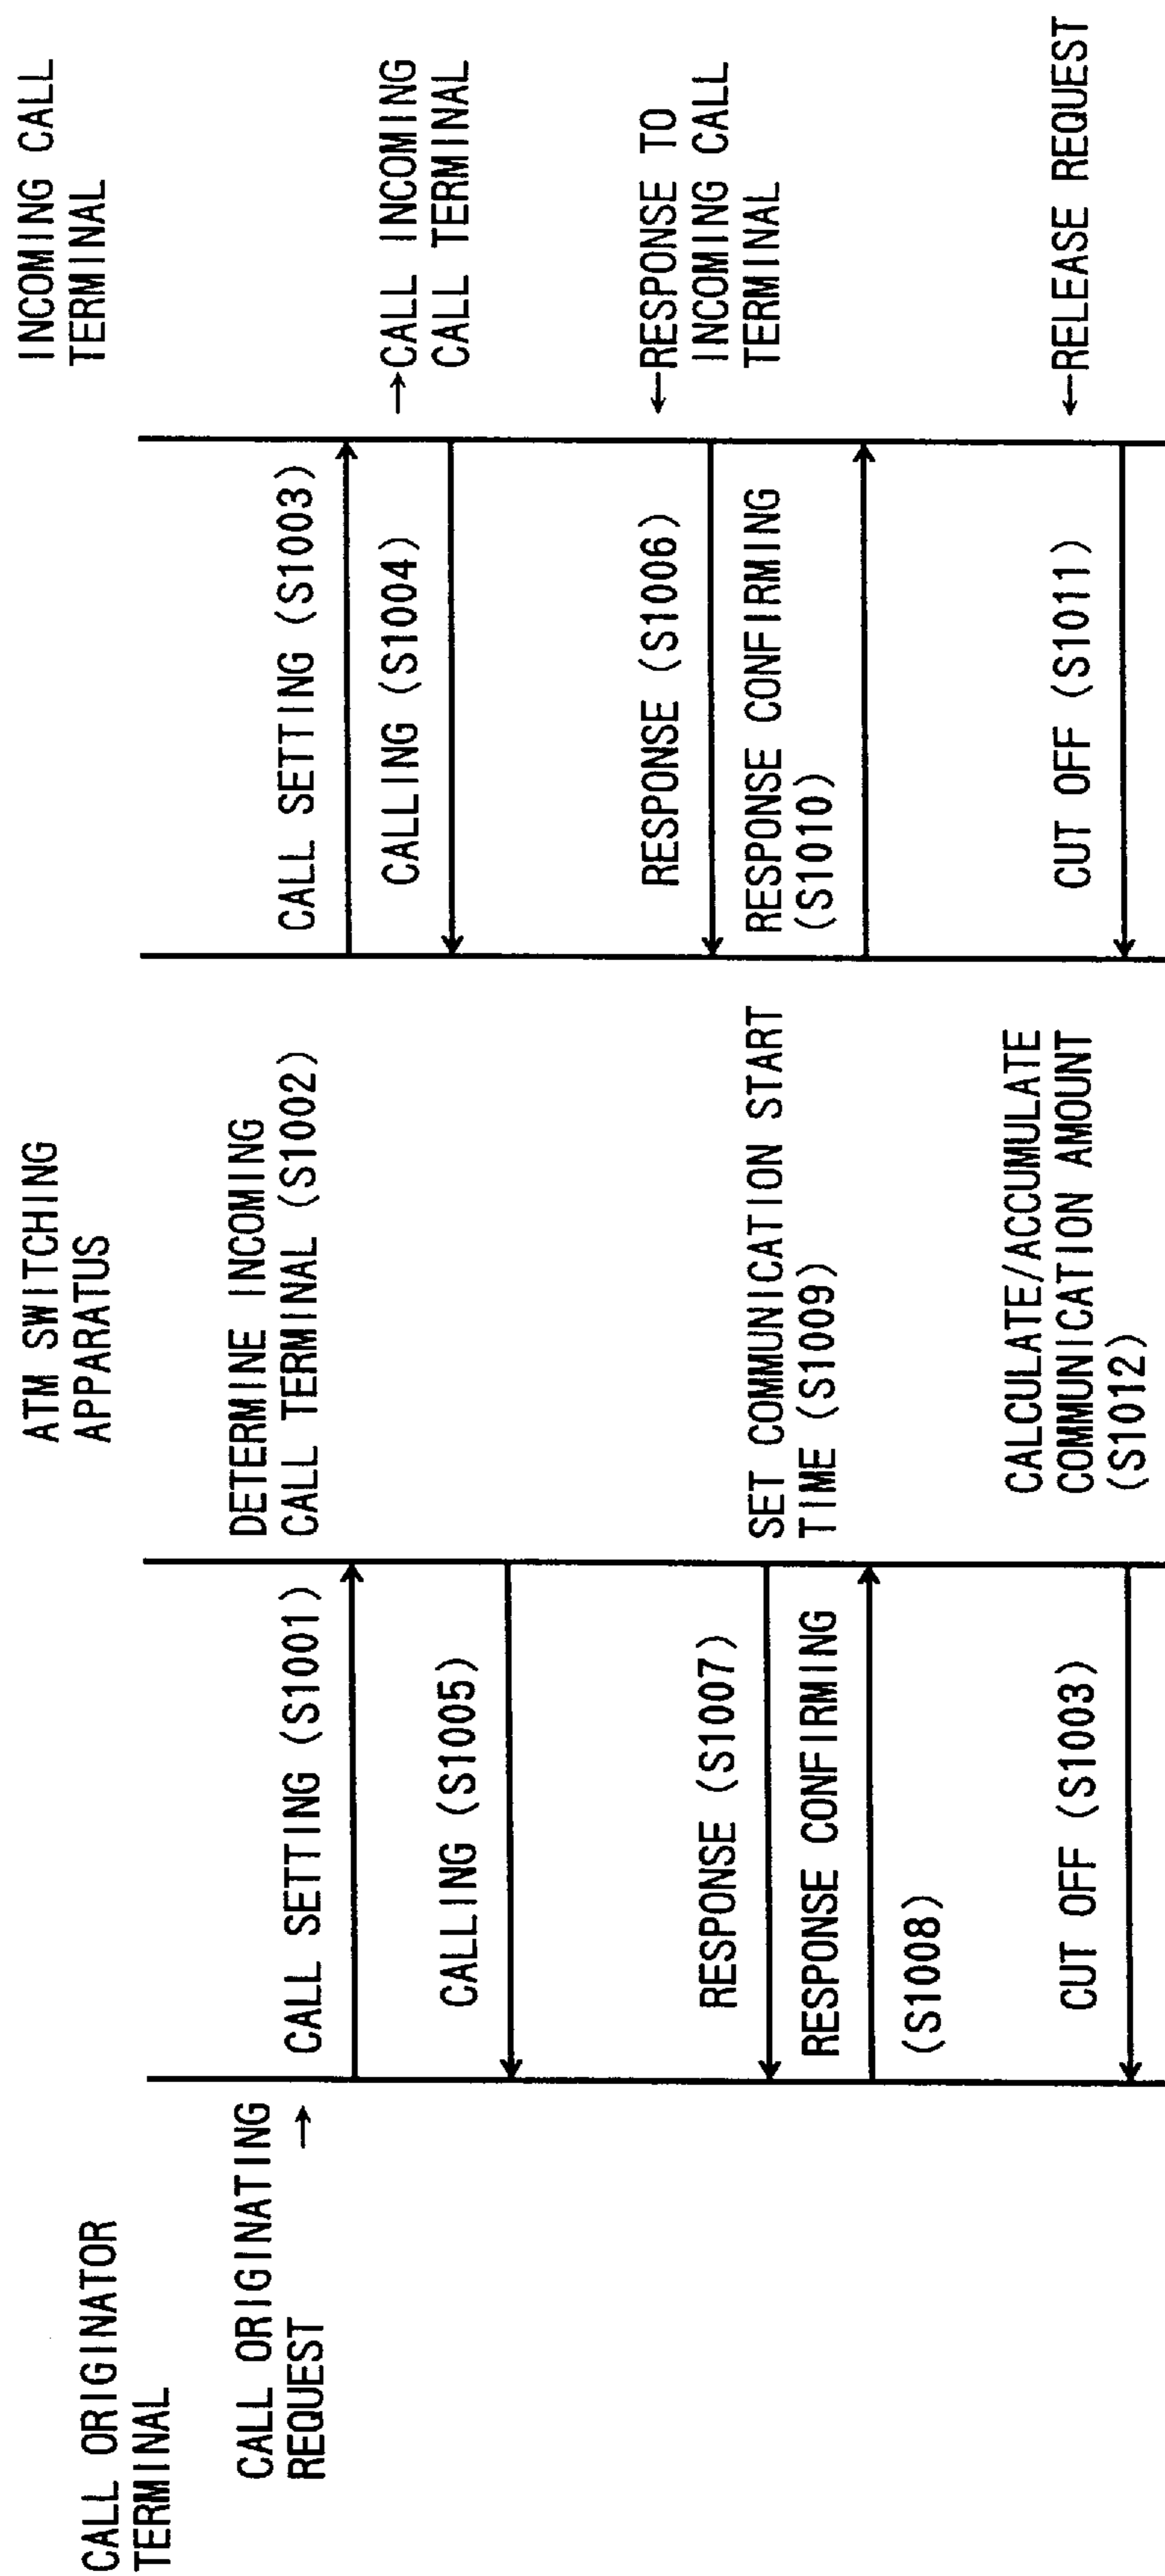 CALL ORIGINATOR
TERMINAL
ATM SWITCHING
APPARATUS
INCOMING CALL
TERMINAL
CALL ORIGINATING
REQUEST →
CALL SETTING (S1001)
DETERMINE INCOMING
CALL TERMINAL (S1002)
CALL SETTING (S1003)
→CALL INCOMING
CALL TERMINAL
CALLING (S1004)
CALLING (S1005)
←RESPONSE TO
INCOMING CALL
TERMINAL
RESPONSE (S1006)
RESPONSE (S1007)
RESPONSE CONFIRMING
(S1008)
SET COMMUNICATION START
TIME (S1009)
RESPONSE CONFIRMING
(S1010)
←RELEASE REQUEST
CUT OFF (S1011)
CALCULATE/ACCUMULATE
COMMUNICATION AMOUNT
(S1012)
CUT OFF (S1003)